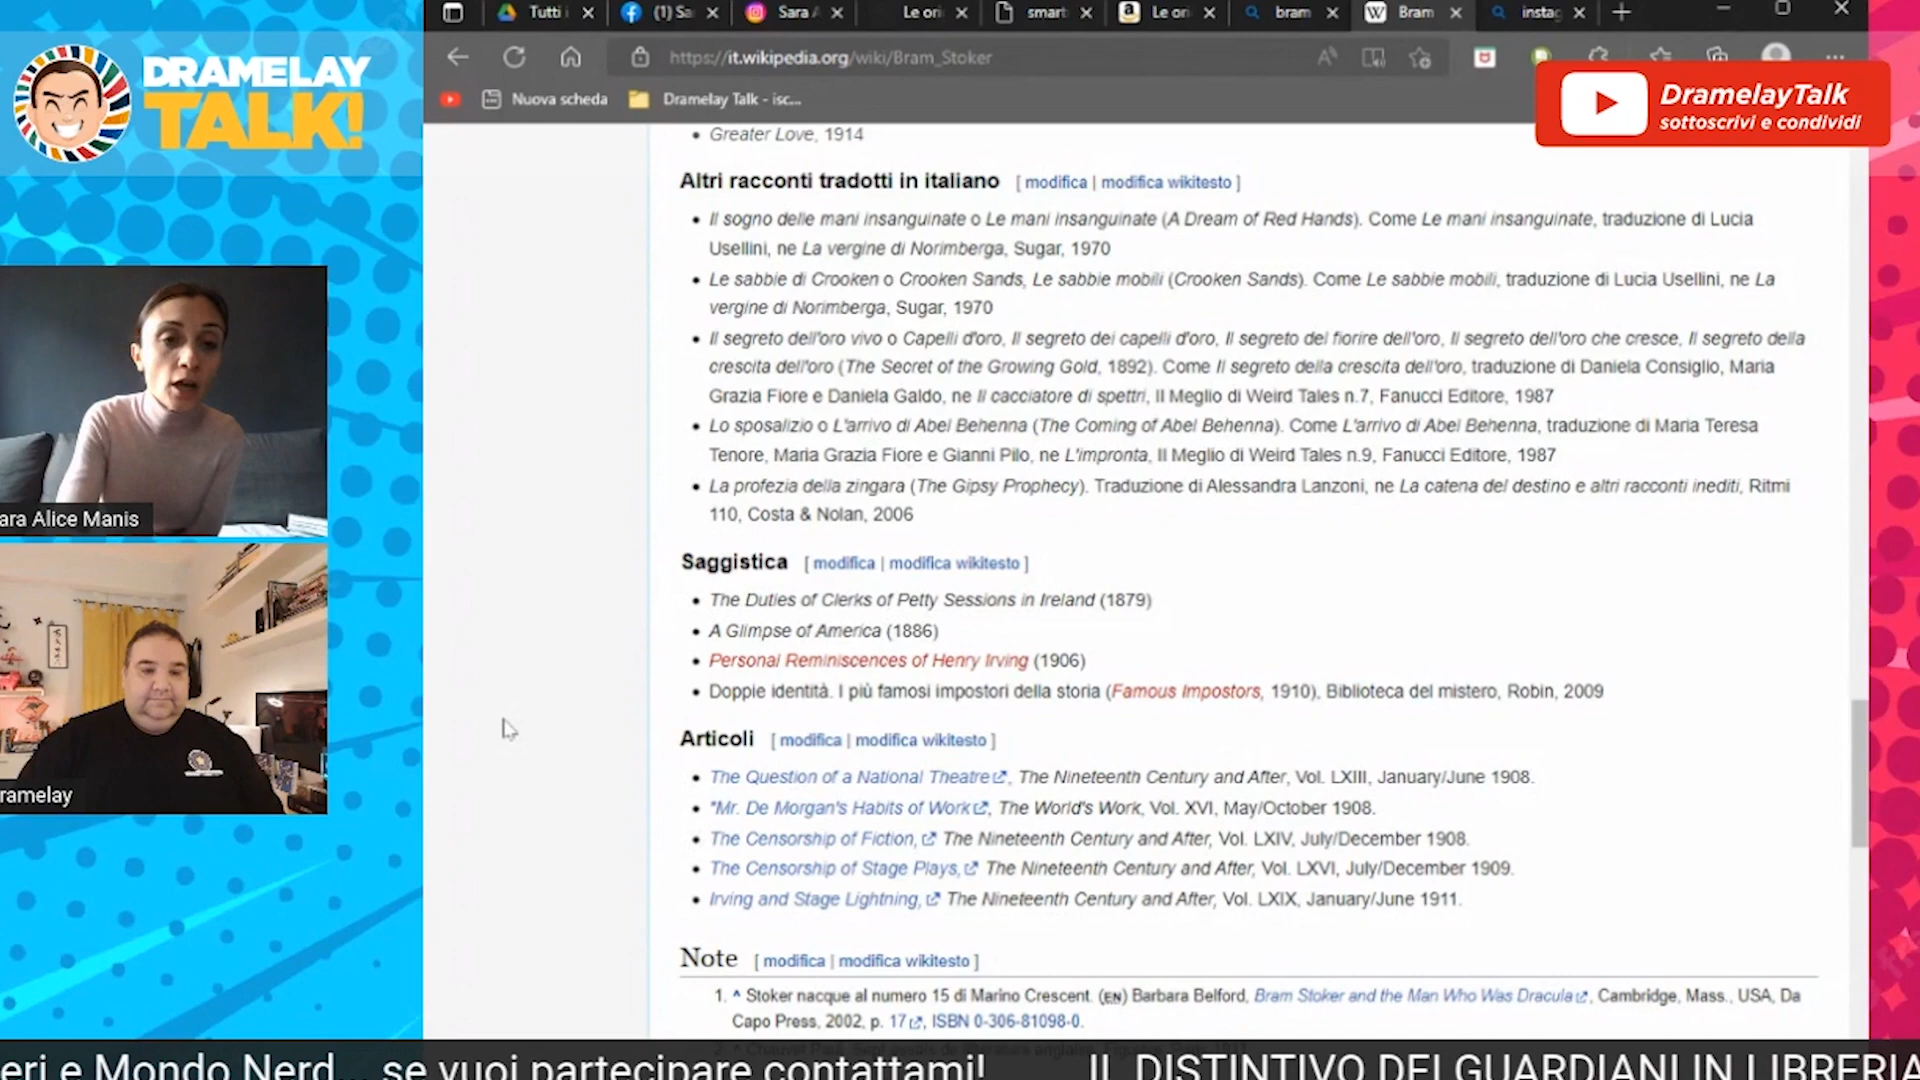 Tutti i
(1) Sa
Sara A
Le ori
smart
Le ori
bram
Bram
instag
https://it.wikipedia.org/wiki/Bram_Stoker
Nuova scheda
Dramelay Talk - isc...
DRAMELAY
TALK!
DramelayTalk
sottoscrivi e condividi
• Greater Love, 1914
Altri racconti tradotti in italiano [ modifica | modifica wikitesto ]
• Il sogno delle mani insanguinate o Le mani insanguinate (A Dream of Red Hands). Come Le mani insanguinate, traduzione di Lucia
Usellini, ne La vergine di Norimberga, Sugar, 1970
• Le sabbie di Crooken o Crooken Sands, Le sabbie mobili (Crooken Sands). Come Le sabbie mobili, traduzione di Lucia Usellini, ne La
vergine di Norimberga, Sugar, 1970
• Il segreto dell'oro vivo o Capelli d'oro, Il segreto dei capelli d'oro, Il segreto del fiorire dell'oro, Il segreto dell'oro che cresce, Il segreto della
crescita dell'oro (The Secret of the Growing Gold, 1892). Come Il segreto della crescita dell'oro, traduzione di Daniela Consiglio, Maria
Grazia Fiore e Daniela Galdo, ne Il cacciatore di spettri, Il Meglio di Weird Tales n.7, Fanucci Editore, 1987
• Lo sposalizio o L'arrivo di Abel Behenna (The Coming of Abel Behenna). Come L'arrivo di Abel Behenna, traduzione di Maria Teresa
Tenore, Maria Grazia Fiore e Gianni Pilo, ne L'impronta, Il Meglio di Weird Tales n.9, Fanucci Editore, 1987
• La profezia della zingara (The Gipsy Prophecy). Traduzione di Alessandra Lanzoni, ne La catena del destino e altri racconti inediti, Ritmi
110, Costa & Nolan, 2006
Saggistica [ modifica | modifica wikitesto ]
• The Duties of Clerks of Petty Sessions in Ireland (1879)
• A Glimpse of America (1886)
• Personal Reminiscences of Henry Irving (1906)
• Doppie identità. I più famosi impostori della storia (Famous Impostors, 1910), Biblioteca del mistero, Robin, 2009
Articoli [ modifica | modifica wikitesto ]
• The Question of a National Theatre, The Nineteenth Century and After, Vol. LXIII, January/June 1908.
• "Mr. De Morgan's Habits of Work, The World's Work, Vol. XVI, May/October 1908.
• The Censorship of Fiction, The Nineteenth Century and After, Vol. LXIV, July/December 1908.
• The Censorship of Stage Plays, The Nineteenth Century and After, Vol. LXVI, July/December 1909.
• Irving and Stage Lightning, The Nineteenth Century and After, Vol. LXIX, January/June 1911.
Note [ modifica | modifica wikitesto ]
1. ^ Stoker nacque al numero 15 di Marino Crescent. (EN) Barbara Belford, Bram Stoker and the Man Who Was Dracula, Cambridge, Mass., USA, Da
Capo Press, 2002, p. 17, ISBN 0-306-81098-0.
ara Alice Manis
ramelay
eri e Mondo Nerd... se vuoi partecipare contattami! IL DISTINTIVO DEI GUARDIANI IN LIBRERIA